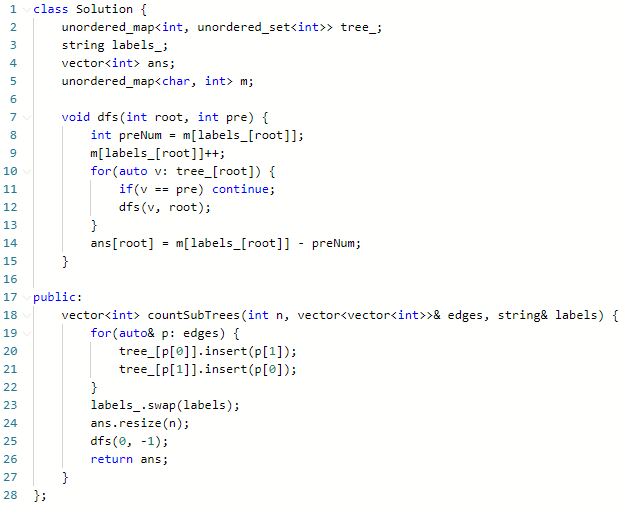 1 class Solution {
2     unordered_map<int, unordered_set<int>> tree_;
3     string labels_;
4     vector<int> ans;
5     unordered_map<char, int> m;
6
7     void dfs(int root, int pre) {
8         int preNum = m[labels_[root]];
9         m[labels_[root]]++;
10         for(auto v: tree_[root]) {
11             if(v == pre) continue;
12             dfs(v, root);
13         }
14         ans[root] = m[labels_[root]] - preNum;
15     }
16
17 public:
18     vector<int> countSubTrees(int n, vector<vector<int>>& edges, string& labels) {
19         for(auto& p: edges) {
20             tree_[p[0]].insert(p[1]);
21             tree_[p[1]].insert(p[0]);
22         }
23         labels_.swap(labels);
24         ans.resize(n);
25         dfs(0, -1);
26         return ans;
27     }
28 };